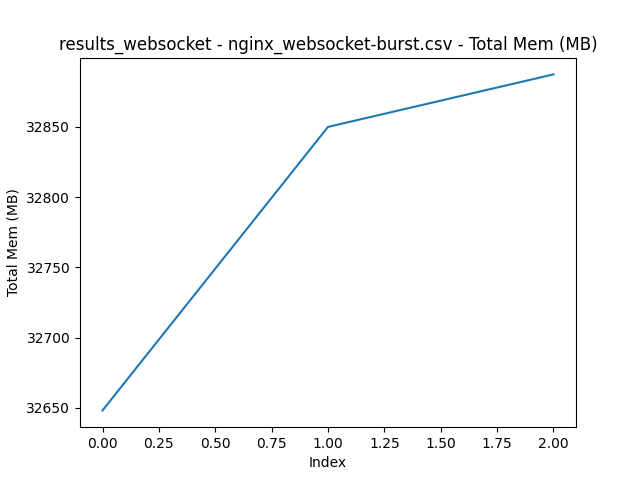 results_websocket - nginx_websocket-burst.csv - Total Mem (MB)
Total Mem (MB)
32850
32800
32750
32700
32650
0.00 0.25 0.50 0.75 1.00 1.25 1.50 1.75 2.00
Index